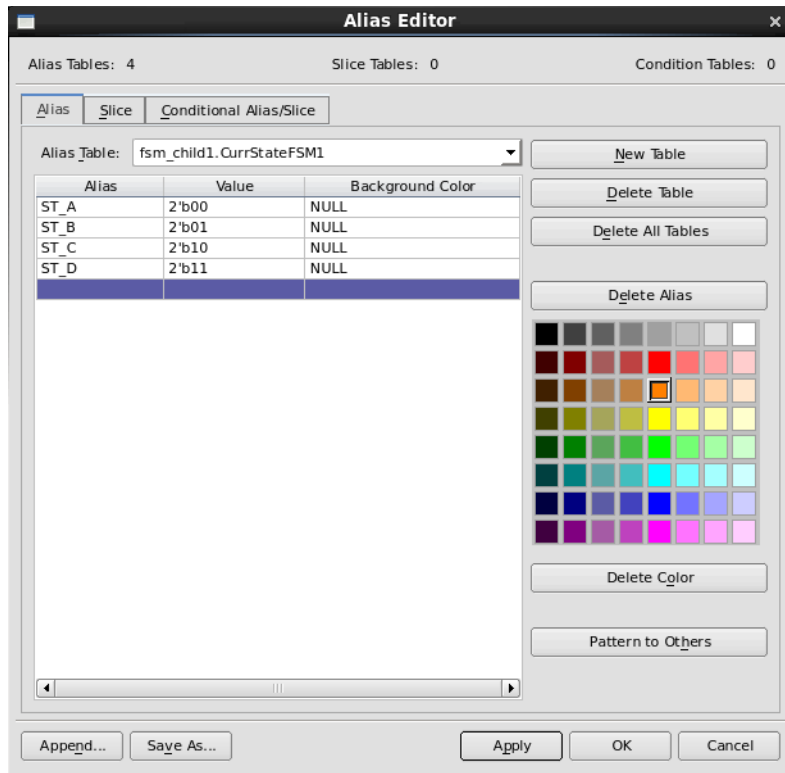 Alias Editor
Alias Tables: 4 Slice Tables: 0 Condition Tables: 0
Alias Slice Conditional Alias/Slice
Alias Table: fsm_child1.CurrStateFSM1 New Table
Alias Value Background Color Delete Table
ST_A 2'b00 NULL
ST_B 2'b01 NULL Delete All Tables
ST_C 2'b10 NULL
ST_D 2'b11 NULL
Delete Alias
Delete Color
Pattern to Others
Append... Save As... Apply OK Cancel